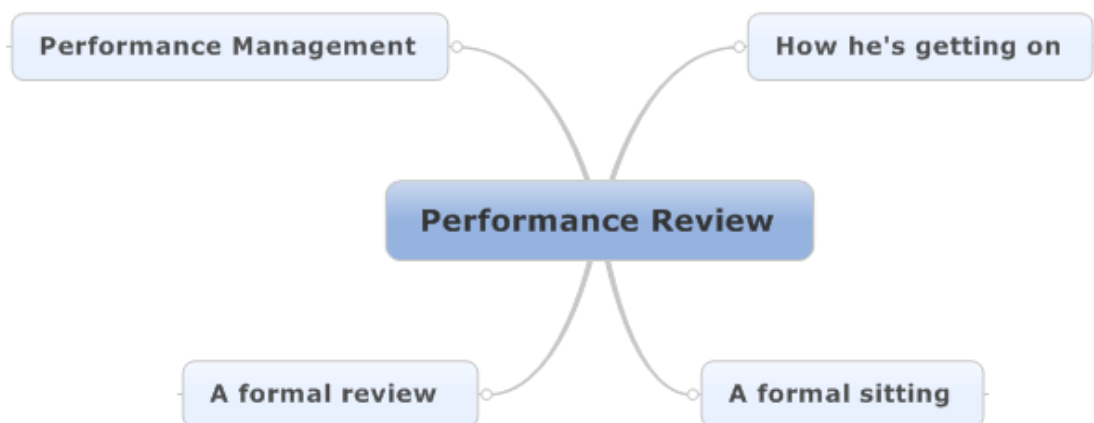 Performance Management
How he's getting on
Performance Review
A formal review
A formal sitting